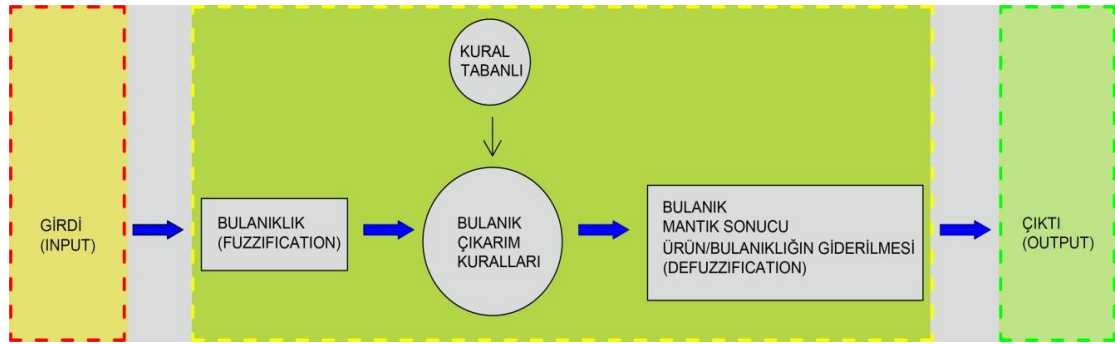 GİRDİ
(INPUT)
BULANIKLIK
(FUZZIFICATION)
KURAL
TABANLI
BULANIK
ÇIKARIM
KURALLARI
BULANIK
MANTIK SONUCU
ÜRÜN/BULANIKLIĞIN GİDERİLMESİ
(DEFUZZIFICATION)
ÇIKTI
(OUTPUT)